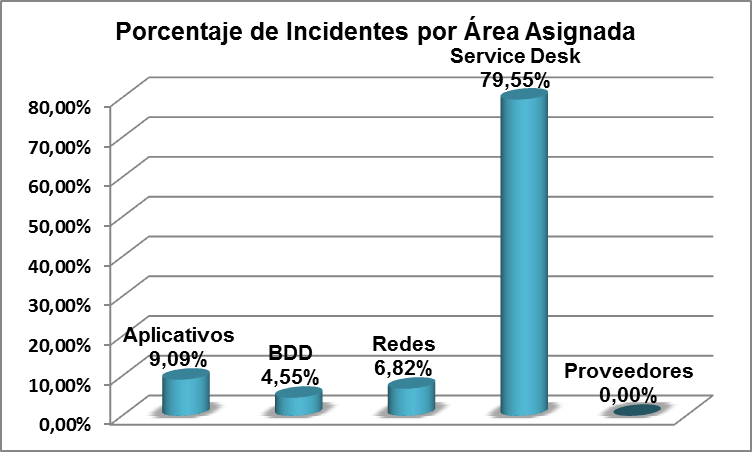 Porcentaje de Incidentes por Área Asignada
Service Desk
79,55%
80,00%
70,00%
60,00%
50,00%
40,00%
30,00%
20,00%
10,00%
0,00%
Aplicativos
9,09%
BDD
4,55%
Redes
6,82%
Proveedores
0,00%